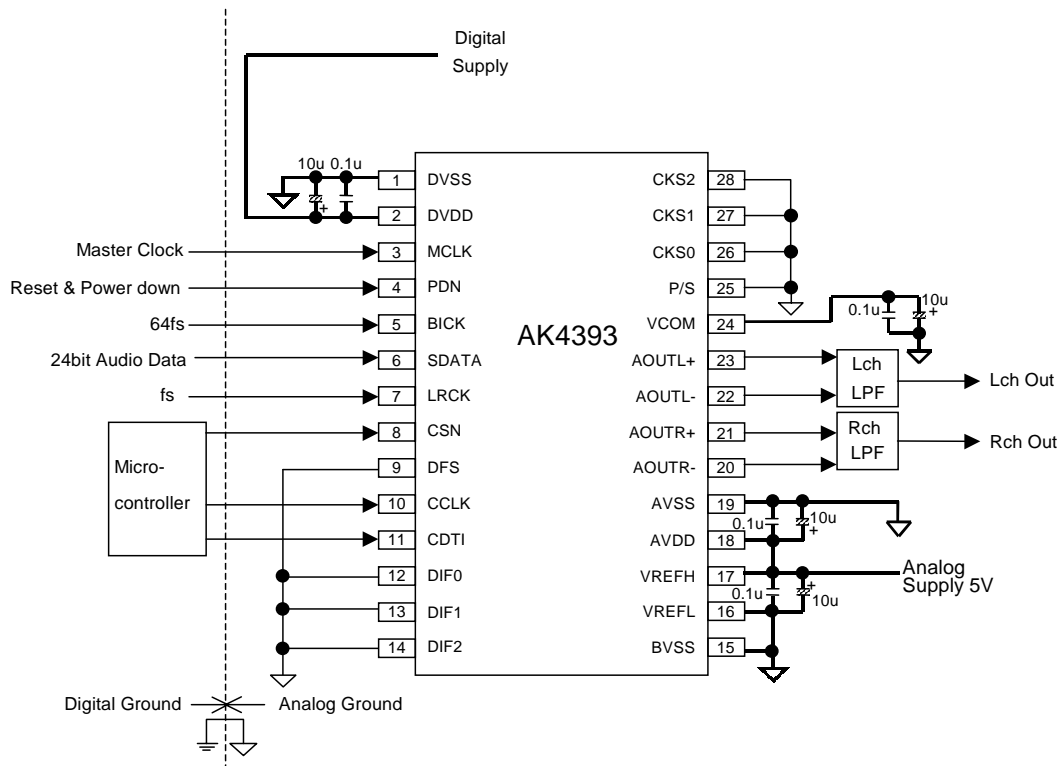 Digital
Supply
10u 0.1u
1 DVSS
2 DVDD
+
Master Clock
3 MCLK
Reset & Power down
4 PDN
64fs
5 BICK
24bit Audio Data
6 SDATA
fs
7 LRCK
8 CSN
9 DFS
Micro-
controller
10 CCLK
11 CDTI
12 DIF0
13 DIF1
14 DIF2
AK4393
CKS2 28
CKS1 27
CKS0 26
P/S 25
VCOM 24
0.1u
10u
+
AOUTL+ 23
AOUTL- 22
Lch
LPF
Lch Out
AOUTR+ 21
AOUTR- 20
Rch
LPF
Rch Out
AVSS 19
0.1u
10u
+
AVDD 18
VREFH 17
Analog
Supply 5V
0.1u
+
10u
VREFL 16
BVSS 15
Digital Ground
Analog Ground